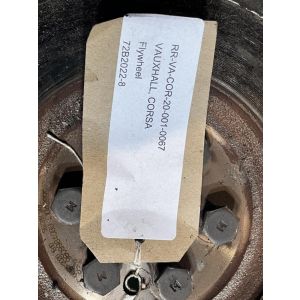 RR-VA-COR-20-001-0067
VAUXHALL, CORSA
Flywheel
72B2022-8
M
M
M